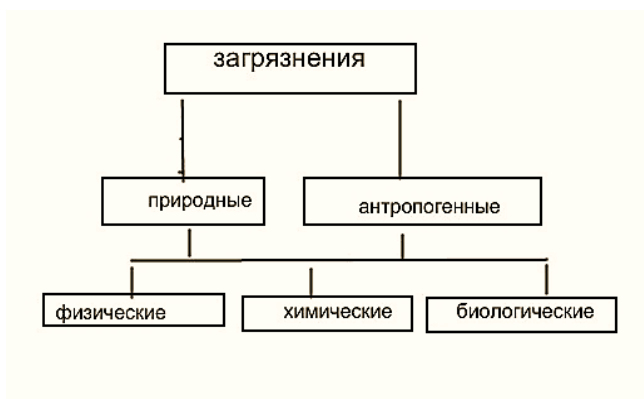 загрязнения
природные
антропогенные
физические
химические
биологические